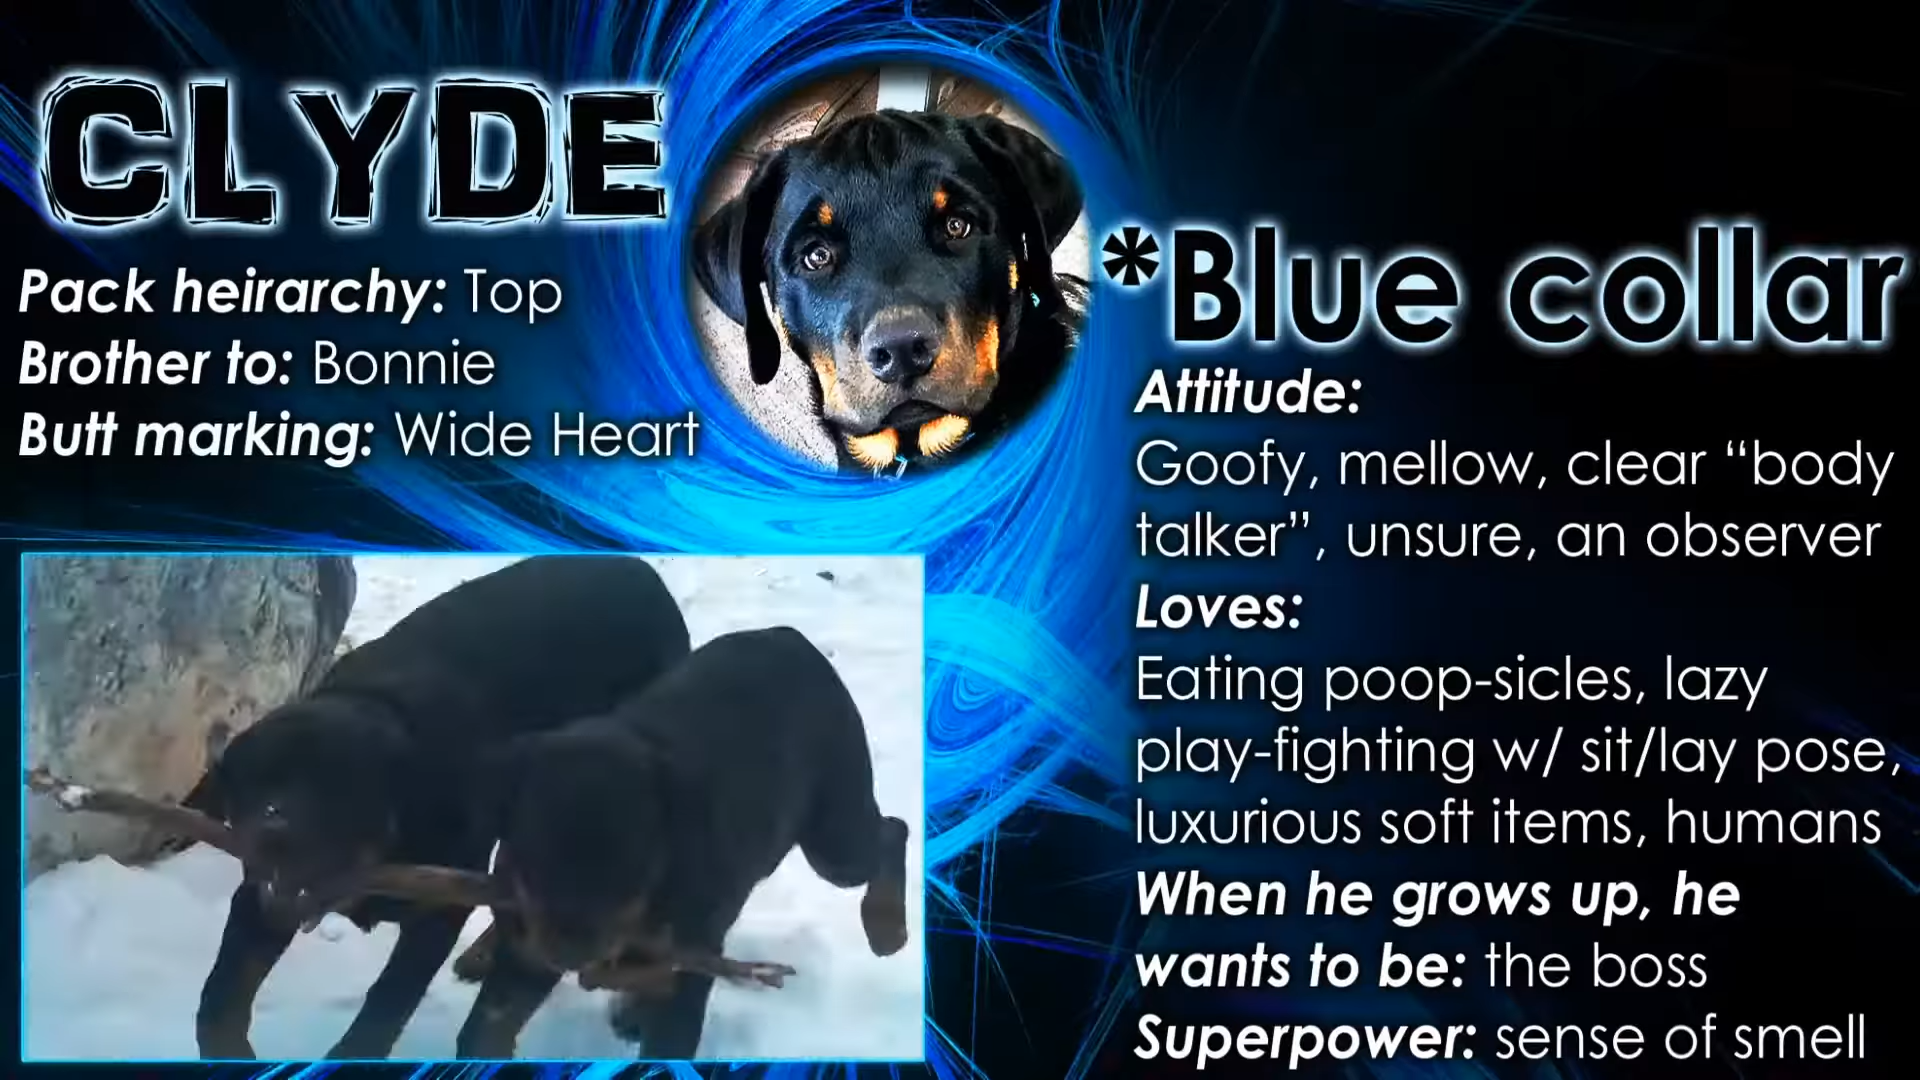 CLYDE
Pack heirarchy: Top
Brother to: Bonnie
Butt marking: Wide Heart
*Blue collar
Attitude:
Goofy, mellow, clear “body
talker”, unsure, an observer
Loves:
Eating poop-sicles, lazy
play-fighting w/ sit/lay pose,
luxurious soft items, humans
When he grows up, he
wants to be: the boss
Superpower: sense of smell